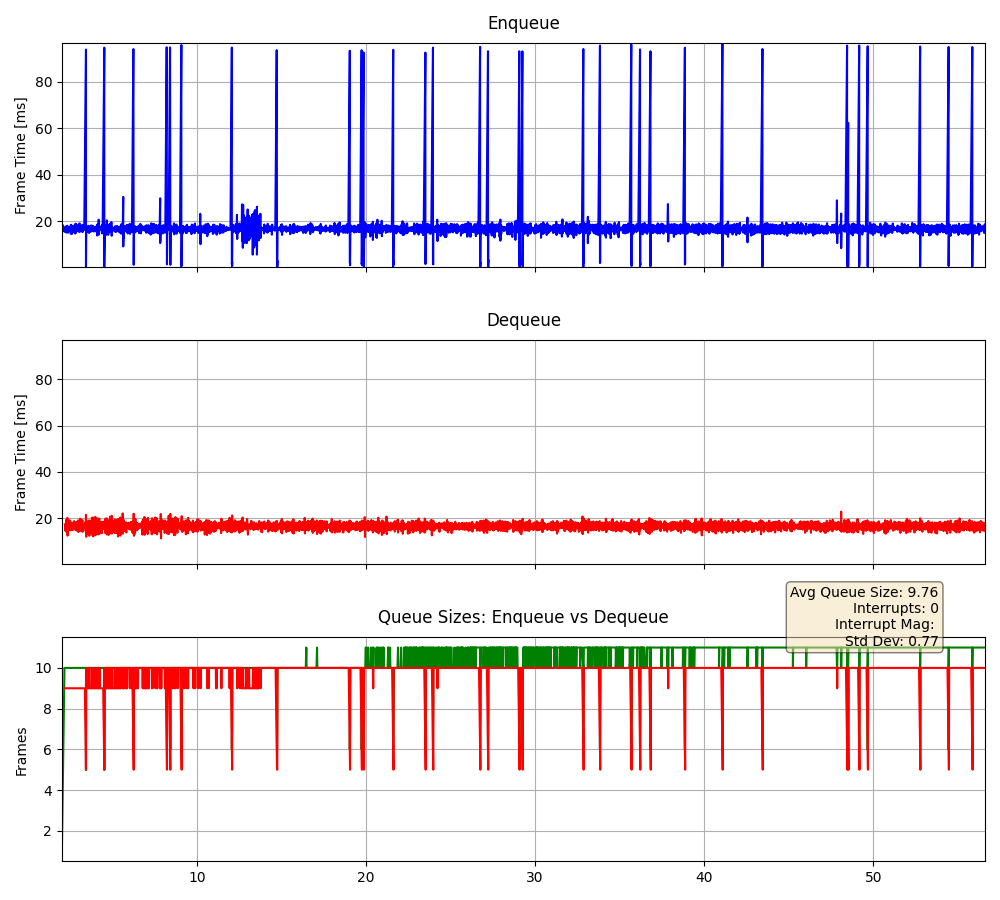 Enqueue
Frame Time [ms]
80
60
40
20
Dequeue
Frame Time [ms]
80
60
40
20
Avg Queue Size: 9.76
Interrupts: 0
Interrupt Mag:
Std Dev: 0.77
Queue Sizes: Enqueue vs Dequeue
Frames
10
8
6
4
2
10 20 30 40 50